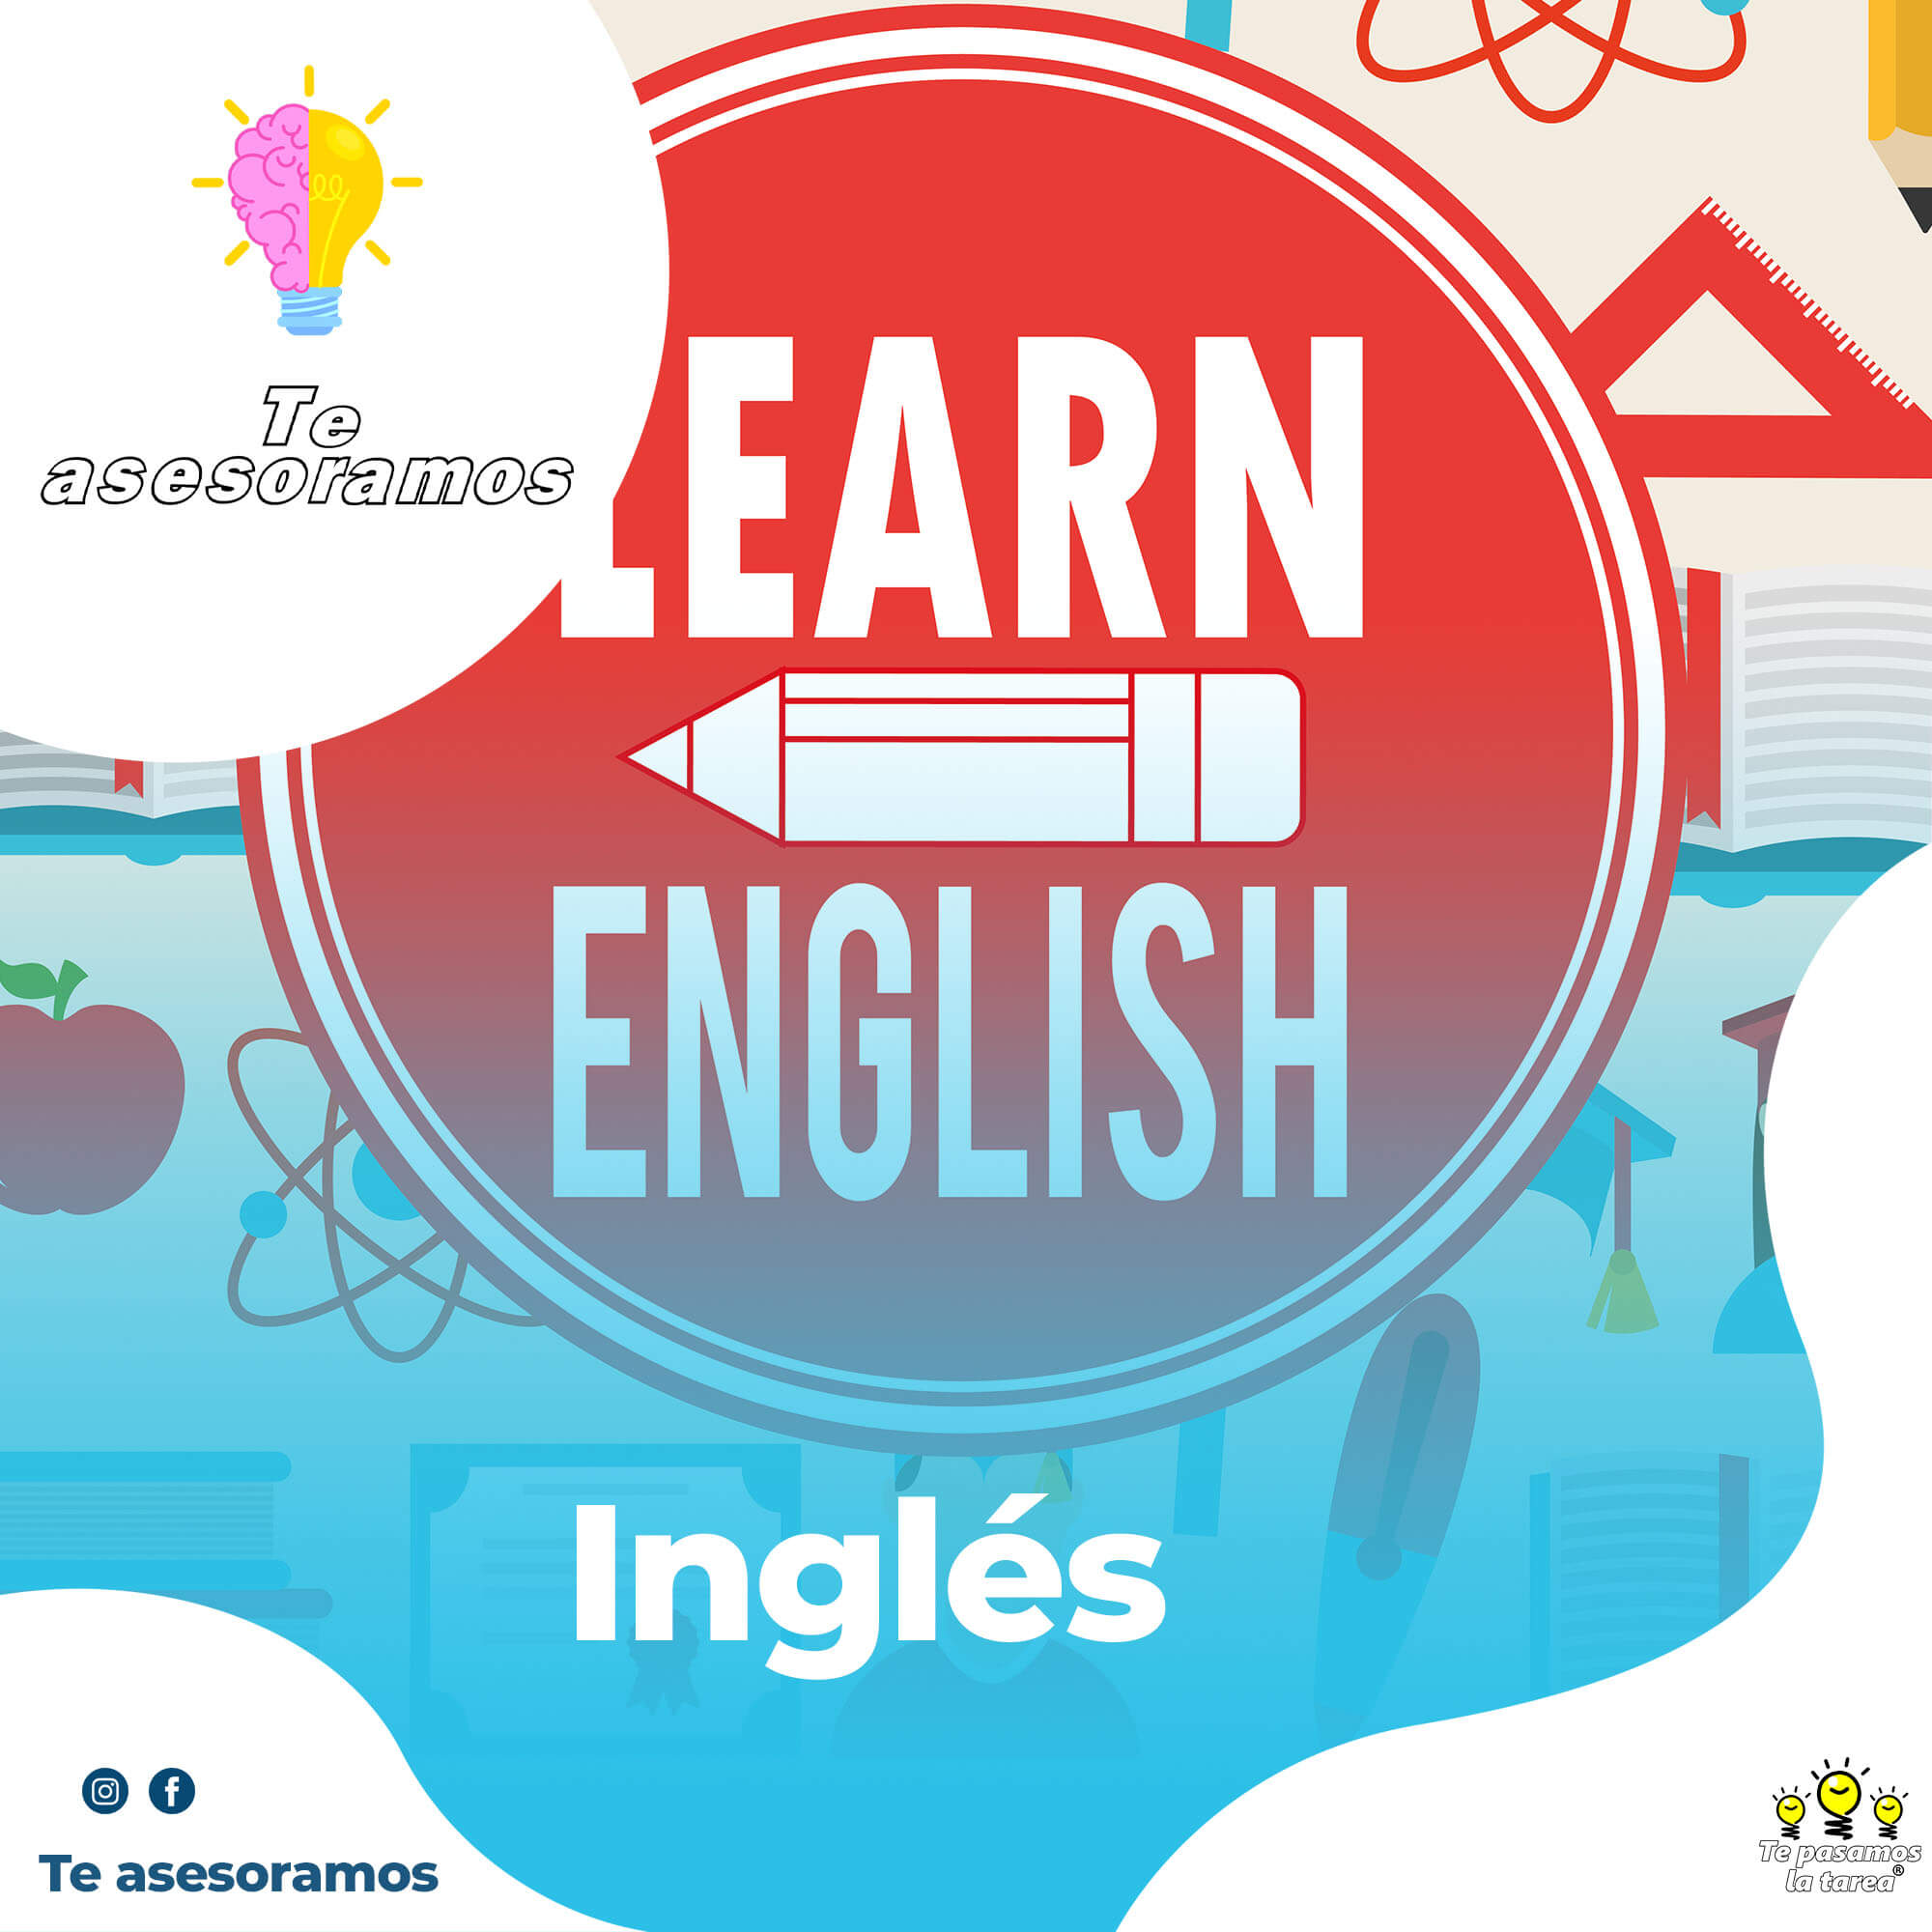 Te
asesoramos
LEARN
ENGLISH
Inglés
Te asesoramos
Te pasamos
la tarea®